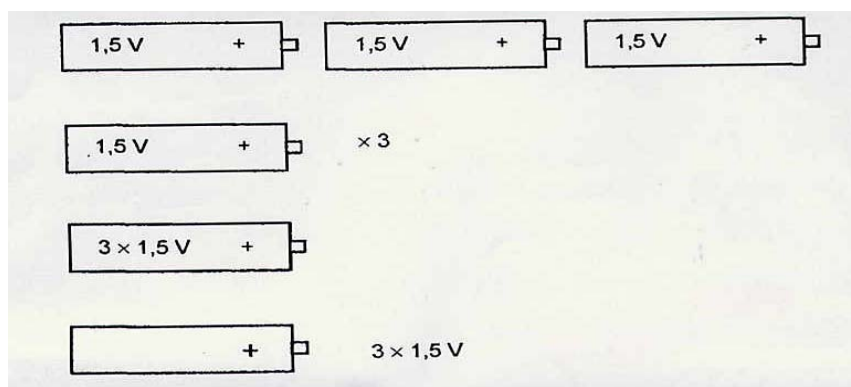 1,5 V + 1,5 V + 1,5 V +
1,5 V + × 3
3 × 1,5 V +
+ 3 × 1,5 V